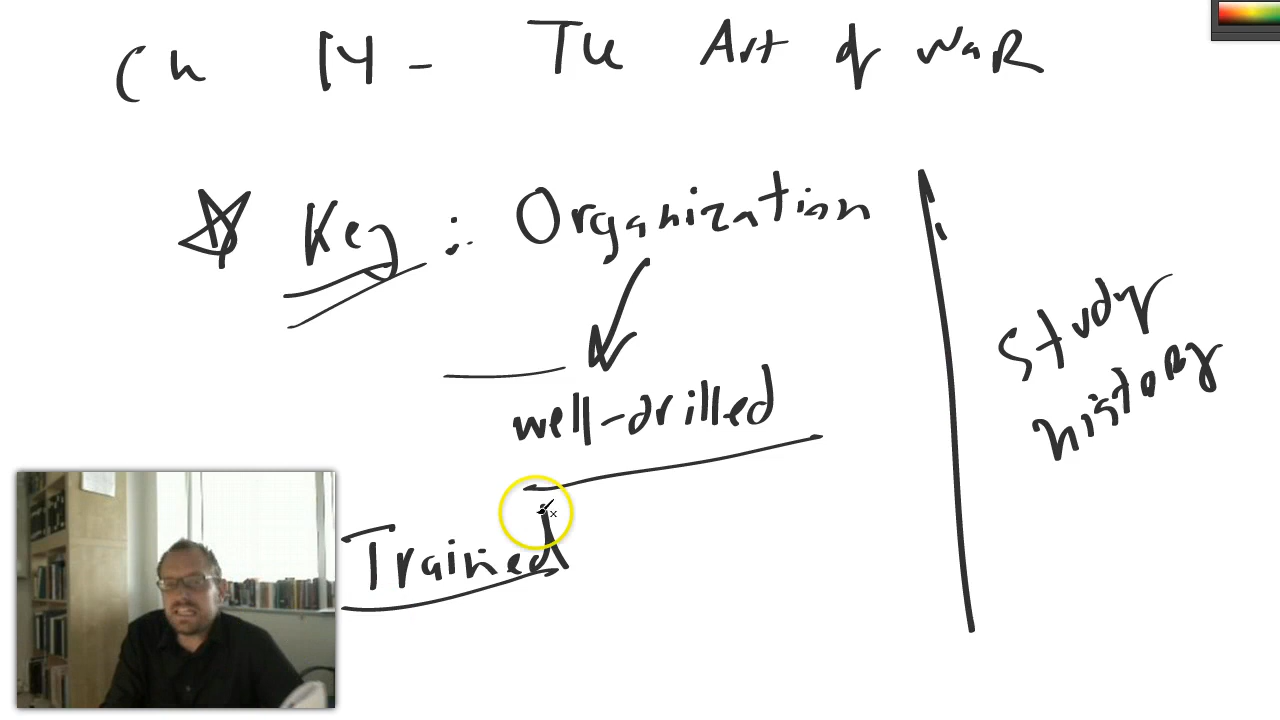 Ch 14 - The Art of War
Key: Organization
well-drilled
Trained
study
history